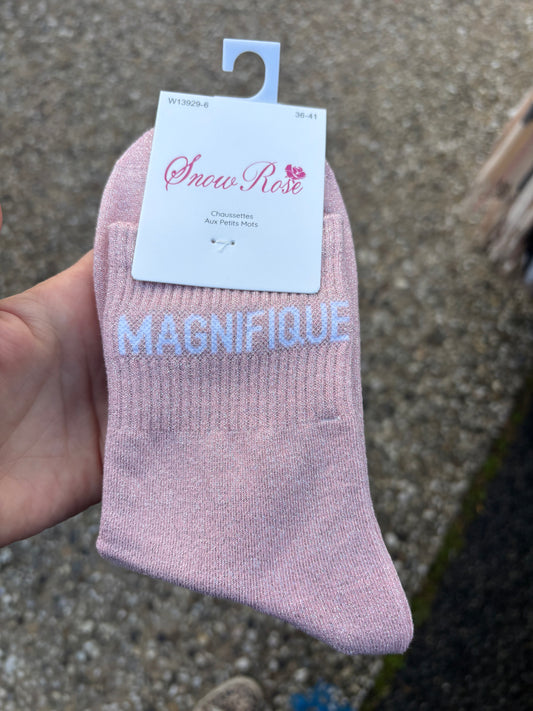 W13929-6
36-41
Snow Rose
Chaussettes
Aux Petits Mots
MAGNIFIQUE